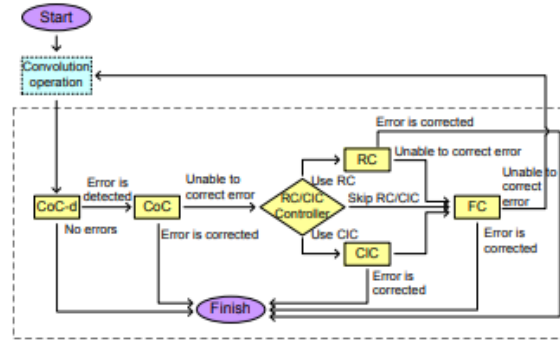 Start
Convolution
operation
Error is corrected
RC
Unable to correct error
Unable to
correct
error
Use RC
Error is
detected
Unable to
correct error
RC/CIC
Controller
Skip RC/CIC
CoC-d
CoC
FC
No errors
Error is corrected
Use CIC
CIC
Error is
corrected
Error is
corrected
Finish